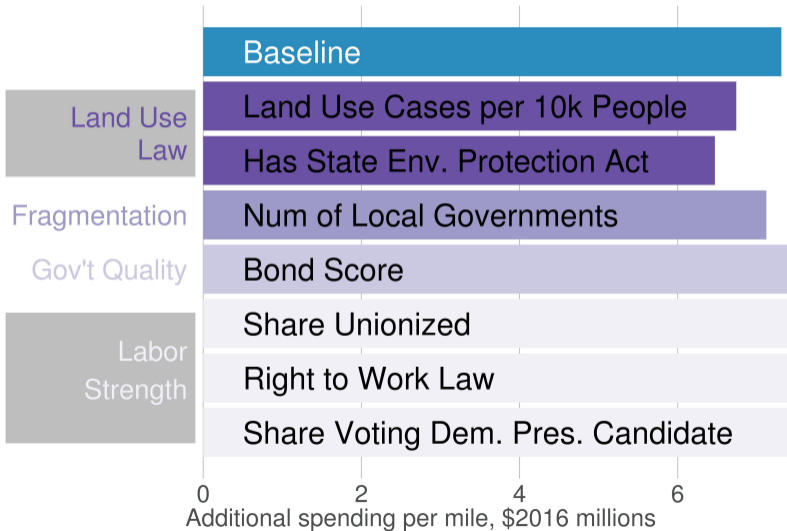 Baseline
Land Use
Law
Land Use Cases per 10k People
Has State Env. Protection Act
Fragmentation
Num of Local Governments
Gov't Quality
Bond Score
Labor
Strength
Share Unionized
Right to Work Law
Share Voting Dem. Pres. Candidate
0 2 4 6
Additional spending per mile, $2016 millions